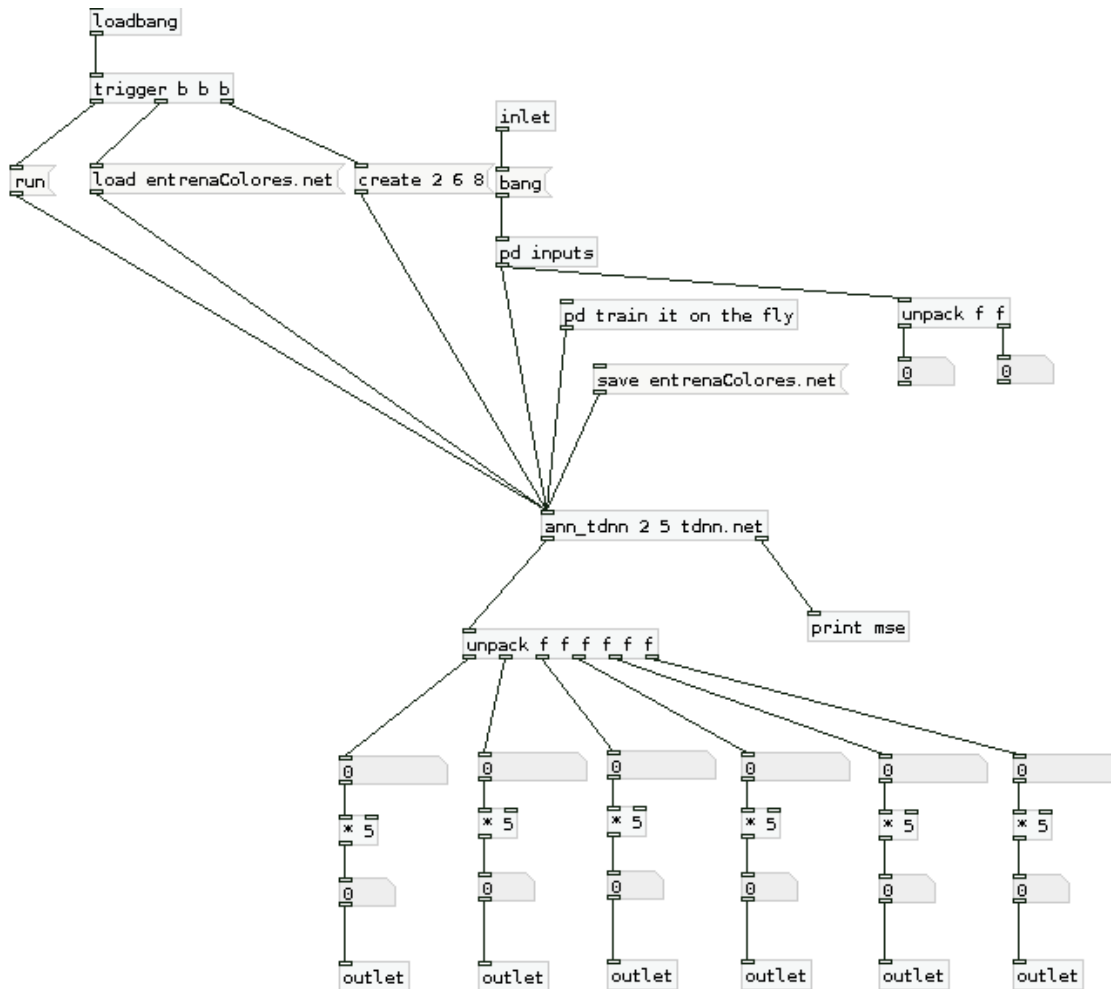 loadbang
trigger b b b
inlet
run
load entrenaColores.net
create 2 6 8
bang
pd inputs
pd train it on the fly
unpack f f
save entrenaColores.net
0
0
ann_tdnn 2 5 tdnn.net
print mse
unpack f f f f f f
0
0
0
0
0
0
* 5
* 5
* 5
* 5
* 5
* 5
0
0
0
0
0
0
outlet
outlet
outlet
outlet
outlet
outlet